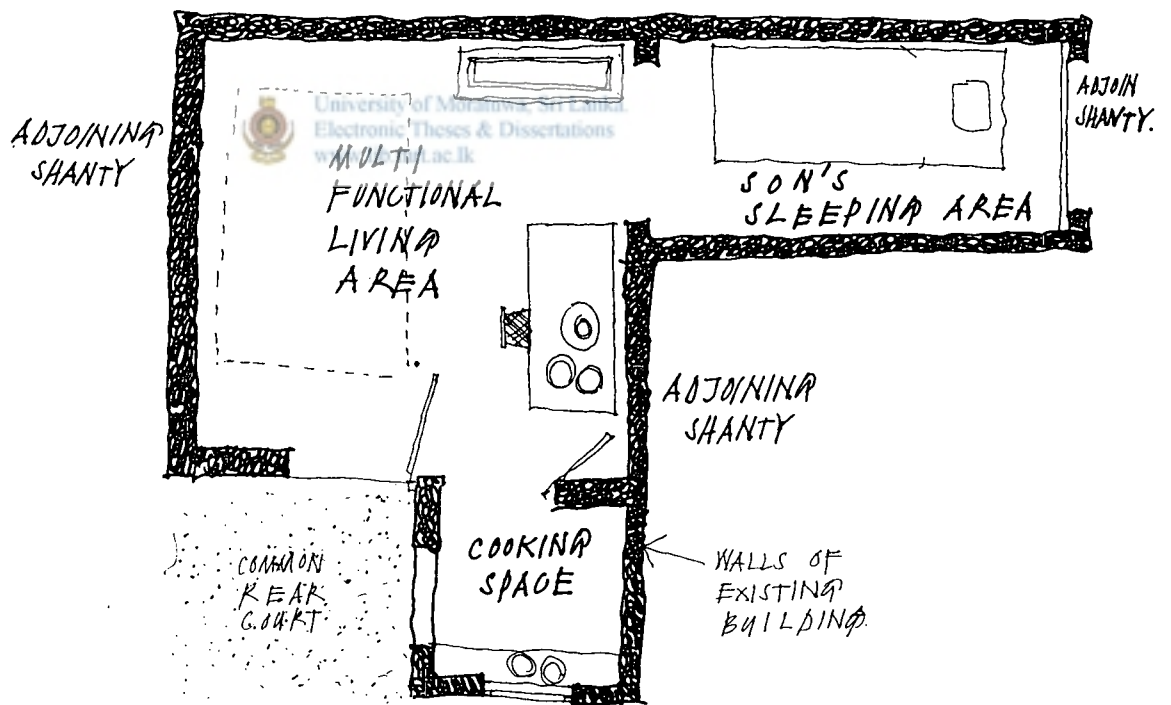 University of Moratuwa, Sri Lanka.
Electronic Theses & Dissertations
ADJOINING
SHANTY
MULTI
FUNCTIONAL
LIVING
AREA
SON'S
SLEEPING AREA
ADJOIN
SHANTY.
ADJOINING
SHANTY
COOKING
SPACE
COMMON
REAR
COURT
WALLS OF
EXISTING
BUILDING.